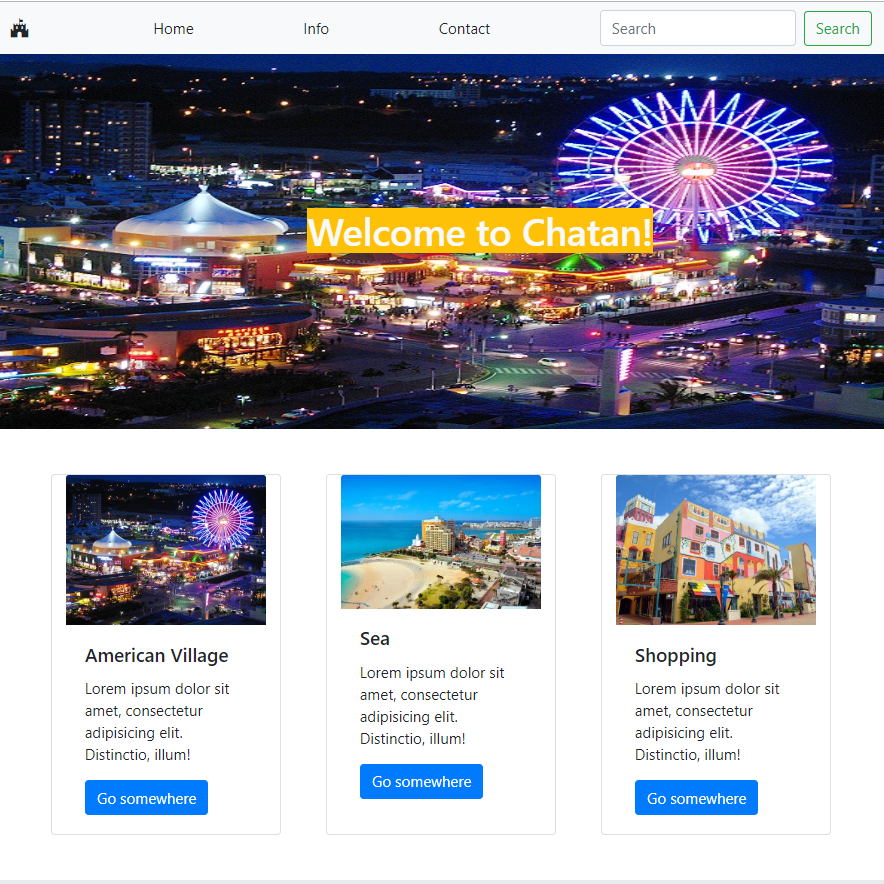 Home Info Contact Search Search
Welcome to Chatan!
American Village
Lorem ipsum dolor sit
amet, consectetur
adipisicing elit.
Distinctio, illum!
Go somewhere
Sea
Lorem ipsum dolor sit
amet, consectetur
adipisicing elit.
Distinctio, illum!
Go somewhere
Shopping
Lorem ipsum dolor sit
amet, consectetur
adipisicing elit.
Distinctio, illum!
Go somewhere